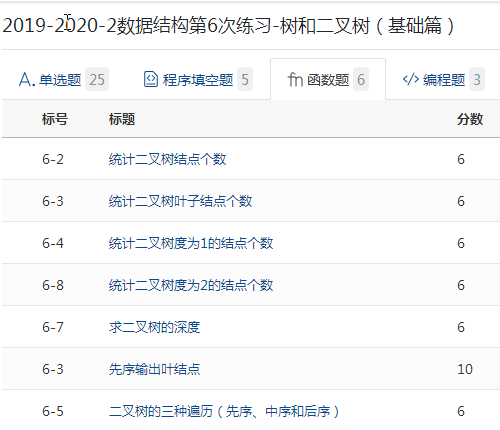 2019-2020-2数据结构第6次练习-树和二叉树（基础篇）
A. 单选题 25 程序填空题 5 fn 函数题 6 </> 编程题 3
标号 标题 分数
6-2 统计二叉树结点个数 6
6-3 统计二叉树叶子结点个数 6
6-4 统计二叉树度为1的结点个数 6
6-8 统计二叉树度为2的结点个数 6
6-7 求二叉树的深度 6
6-3 先序输出叶结点 10
6-5 二叉树的三种遍历（先序、中序和后序） 6